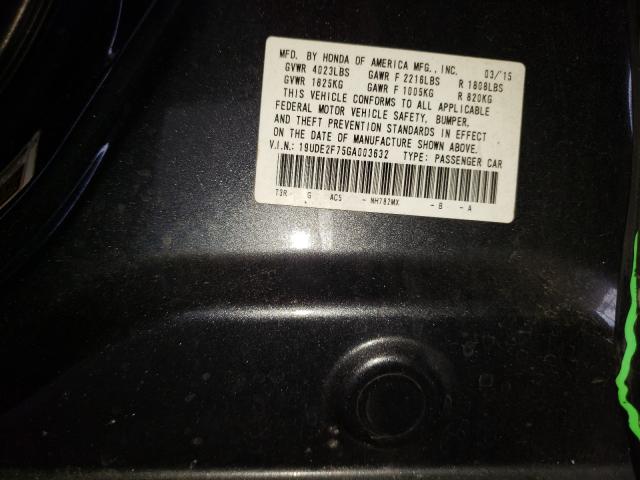 MFD. BY HONDA OF AMERICA MFG., INC. 03/'15
GVWR 4023LBS GAWR F 2216LBS R 1808LBS
GVWR 1825KG GAWR F 1005KG R 820KG
THIS VEHICLE CONFORMS TO ALL APPLICABLE
FEDERAL MOTOR VEHICLE SAFETY, BUMPER,
AND THEFT PREVENTION STANDARDS IN EFFECT
ON THE DATE OF MANUFACTURE SHOWN ABOVE.
V.I.N.: 19UDE2F75GA003632 TYPE: PASSENGER CAR
T3R G AC5 - NH782MX - B - A